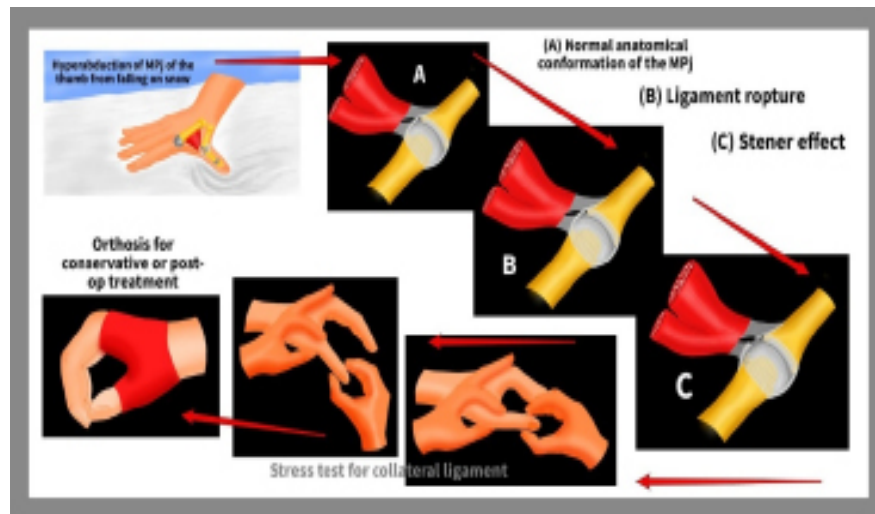 Hyperabduction of MPj of the
thumb from falling on snow
A
(A) Normal anatomical
conformation of the MPj
(B) Ligament ropture
(C) Stener effect
B
C
Orthosis for
conservative or post-
op treatment
Stress test for collateral ligament